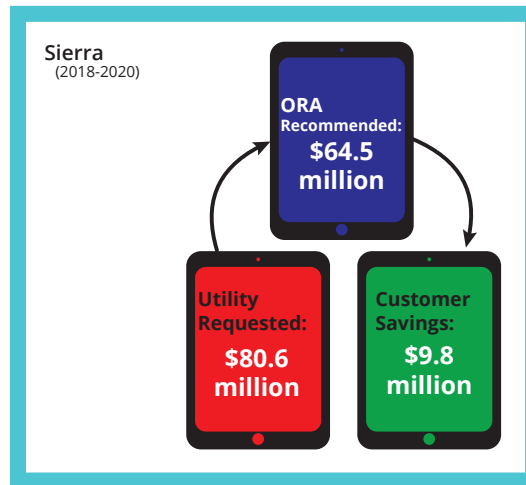 Sierra
(2018-2020)
ORA
Recommended:
$64.5
million
Utility
Requested:
$80.6
million
Customer
Savings:
$9.8
million